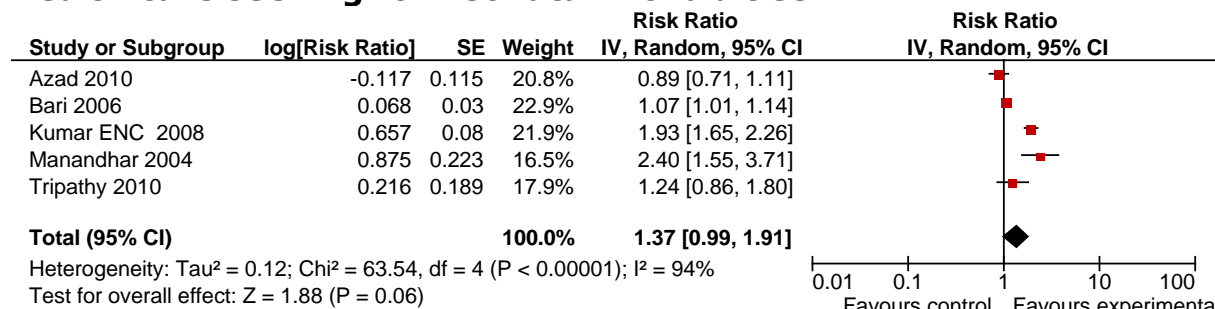 Risk Ratio Risk Ratio
Study or Subgroup log[Risk Ratio] SE Weight IV, Random, 95% CI IV, Random, 95% CI
Azad 2010 -0.117 0.115 20.8% 0.89 [0.71, 1.11]
Bari 2006 0.068 0.03 22.9% 1.07 [1.01, 1.14]
Kumar ENC 2008 0.657 0.08 21.9% 1.93 [1.65, 2.26]
Manandhar 2004 0.875 0.223 16.5% 2.40 [1.55, 3.71]
Tripathy 2010 0.216 0.189 17.9% 1.24 [0.86, 1.80]
Total (95% CI) 100.0% 1.37 [0.99, 1.91]
Heterogeneity: Tau² = 0.12; Chi² = 63.54, df = 4 (P < 0.00001); I² = 94%
Test for overall effect: Z = 1.88 (P = 0.06)
0.01 0.1 1 10 100
Favours control Favours experimenta